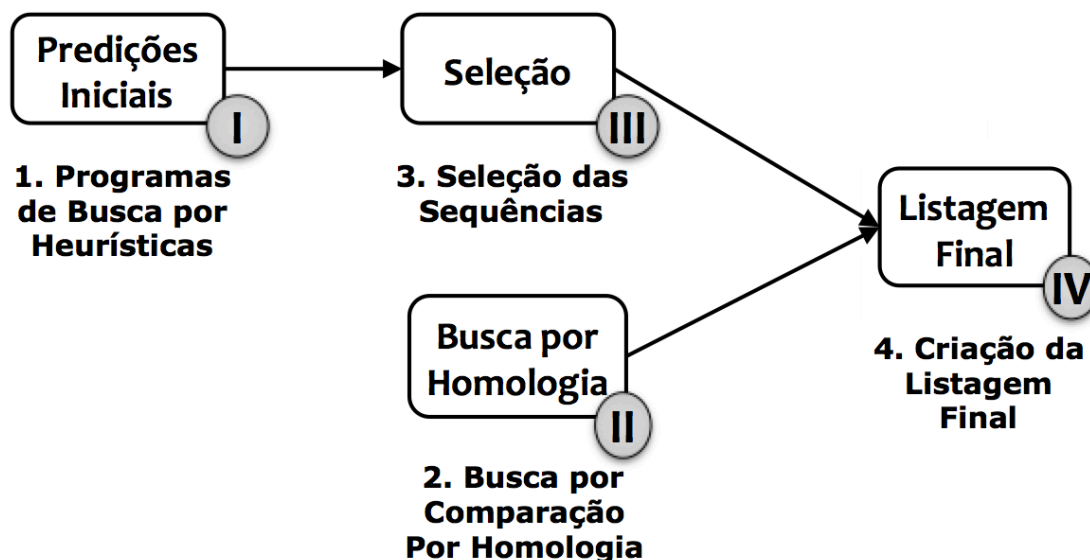 Predições
Iniciais
I
1. Programas
de Busca por
Heurísticas
Seleção
III
3. Seleção das
Sequências
Busca por
Homologia
II
2. Busca por
Comparação
Por Homologia
Listagem
Final
IV
4. Criação da
Listagem
Final